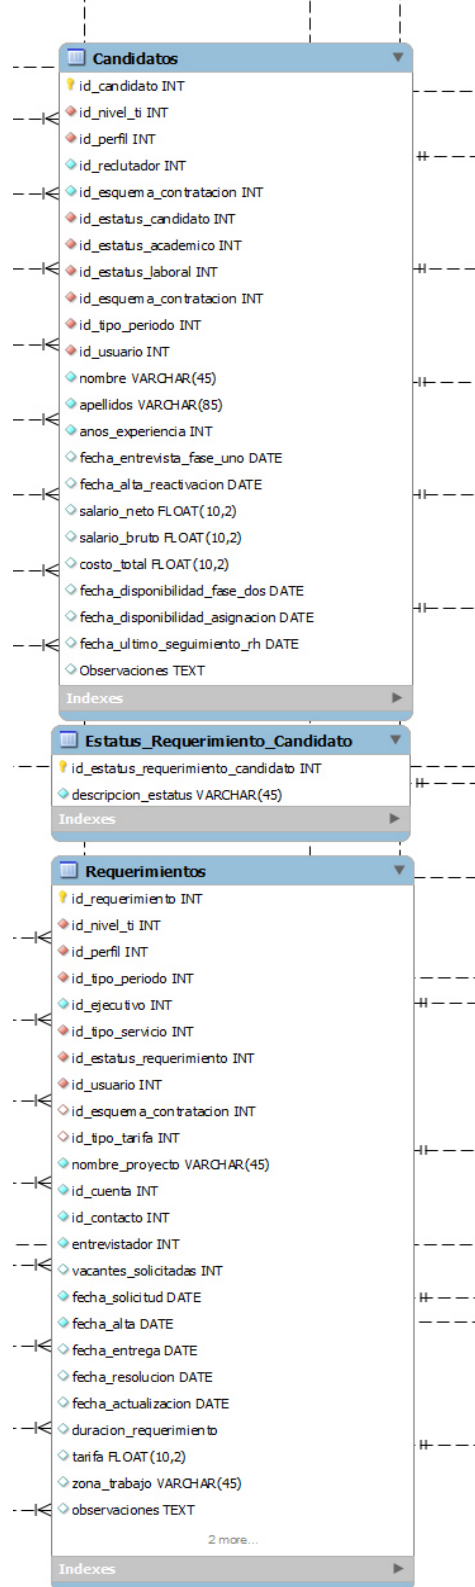 Candidatos
id_candidato INT
id_nivel_ti INT
id_perfil INT
id_reclutador INT
id_esquema_contratacion INT
id_estatus_candidato INT
id_estatus_academico INT
id_estatus_laboral INT
id_esquema_contratacion INT
id_tipo_periodo INT
id_usuario INT
nombre VARCHAR(45)
apellidos VARCHAR(85)
anos_experiencia INT
fecha_entrevista_fase_uno DATE
fecha_alta_reactivacion DATE
salario_neto FLOAT(10,2)
salario_bruto FLOAT(10,2)
costo_total FLOAT(10,2)
fecha_disponibilidad_fase_dos DATE
fecha_disponibilidad_asignacion DATE
fecha_ultimo_seguimiento_rh DATE
Observaciones TEXT
Indexes
Estatus_Requerimiento_Candidato
id_estatus_requerimiento_candidato INT
descripcion_estatus VARCHAR(45)
Indexes
Requerimientos
id_requerimiento INT
id_nivel_ti INT
id_perfil INT
id_tipo_periodo INT
id_ejecutivo INT
id_tipo_servicio INT
id_estatus_requerimiento INT
id_usuario INT
id_esquema_contratacion INT
id_tipo_tarifa INT
nombre_proyecto VARCHAR(45)
id_cuenta INT
id_contacto INT
entrevistador INT
vacantes_solicitadas INT
fecha_solicitud DATE
fecha_alta DATE
fecha_entrega DATE
fecha_resolucion DATE
fecha_actualizacion DATE
duracion_requerimiento
tarifa FLOAT(10,2)
zona_trabajo VARCHAR(45)
observaciones TEXT
2 more...
Indexes